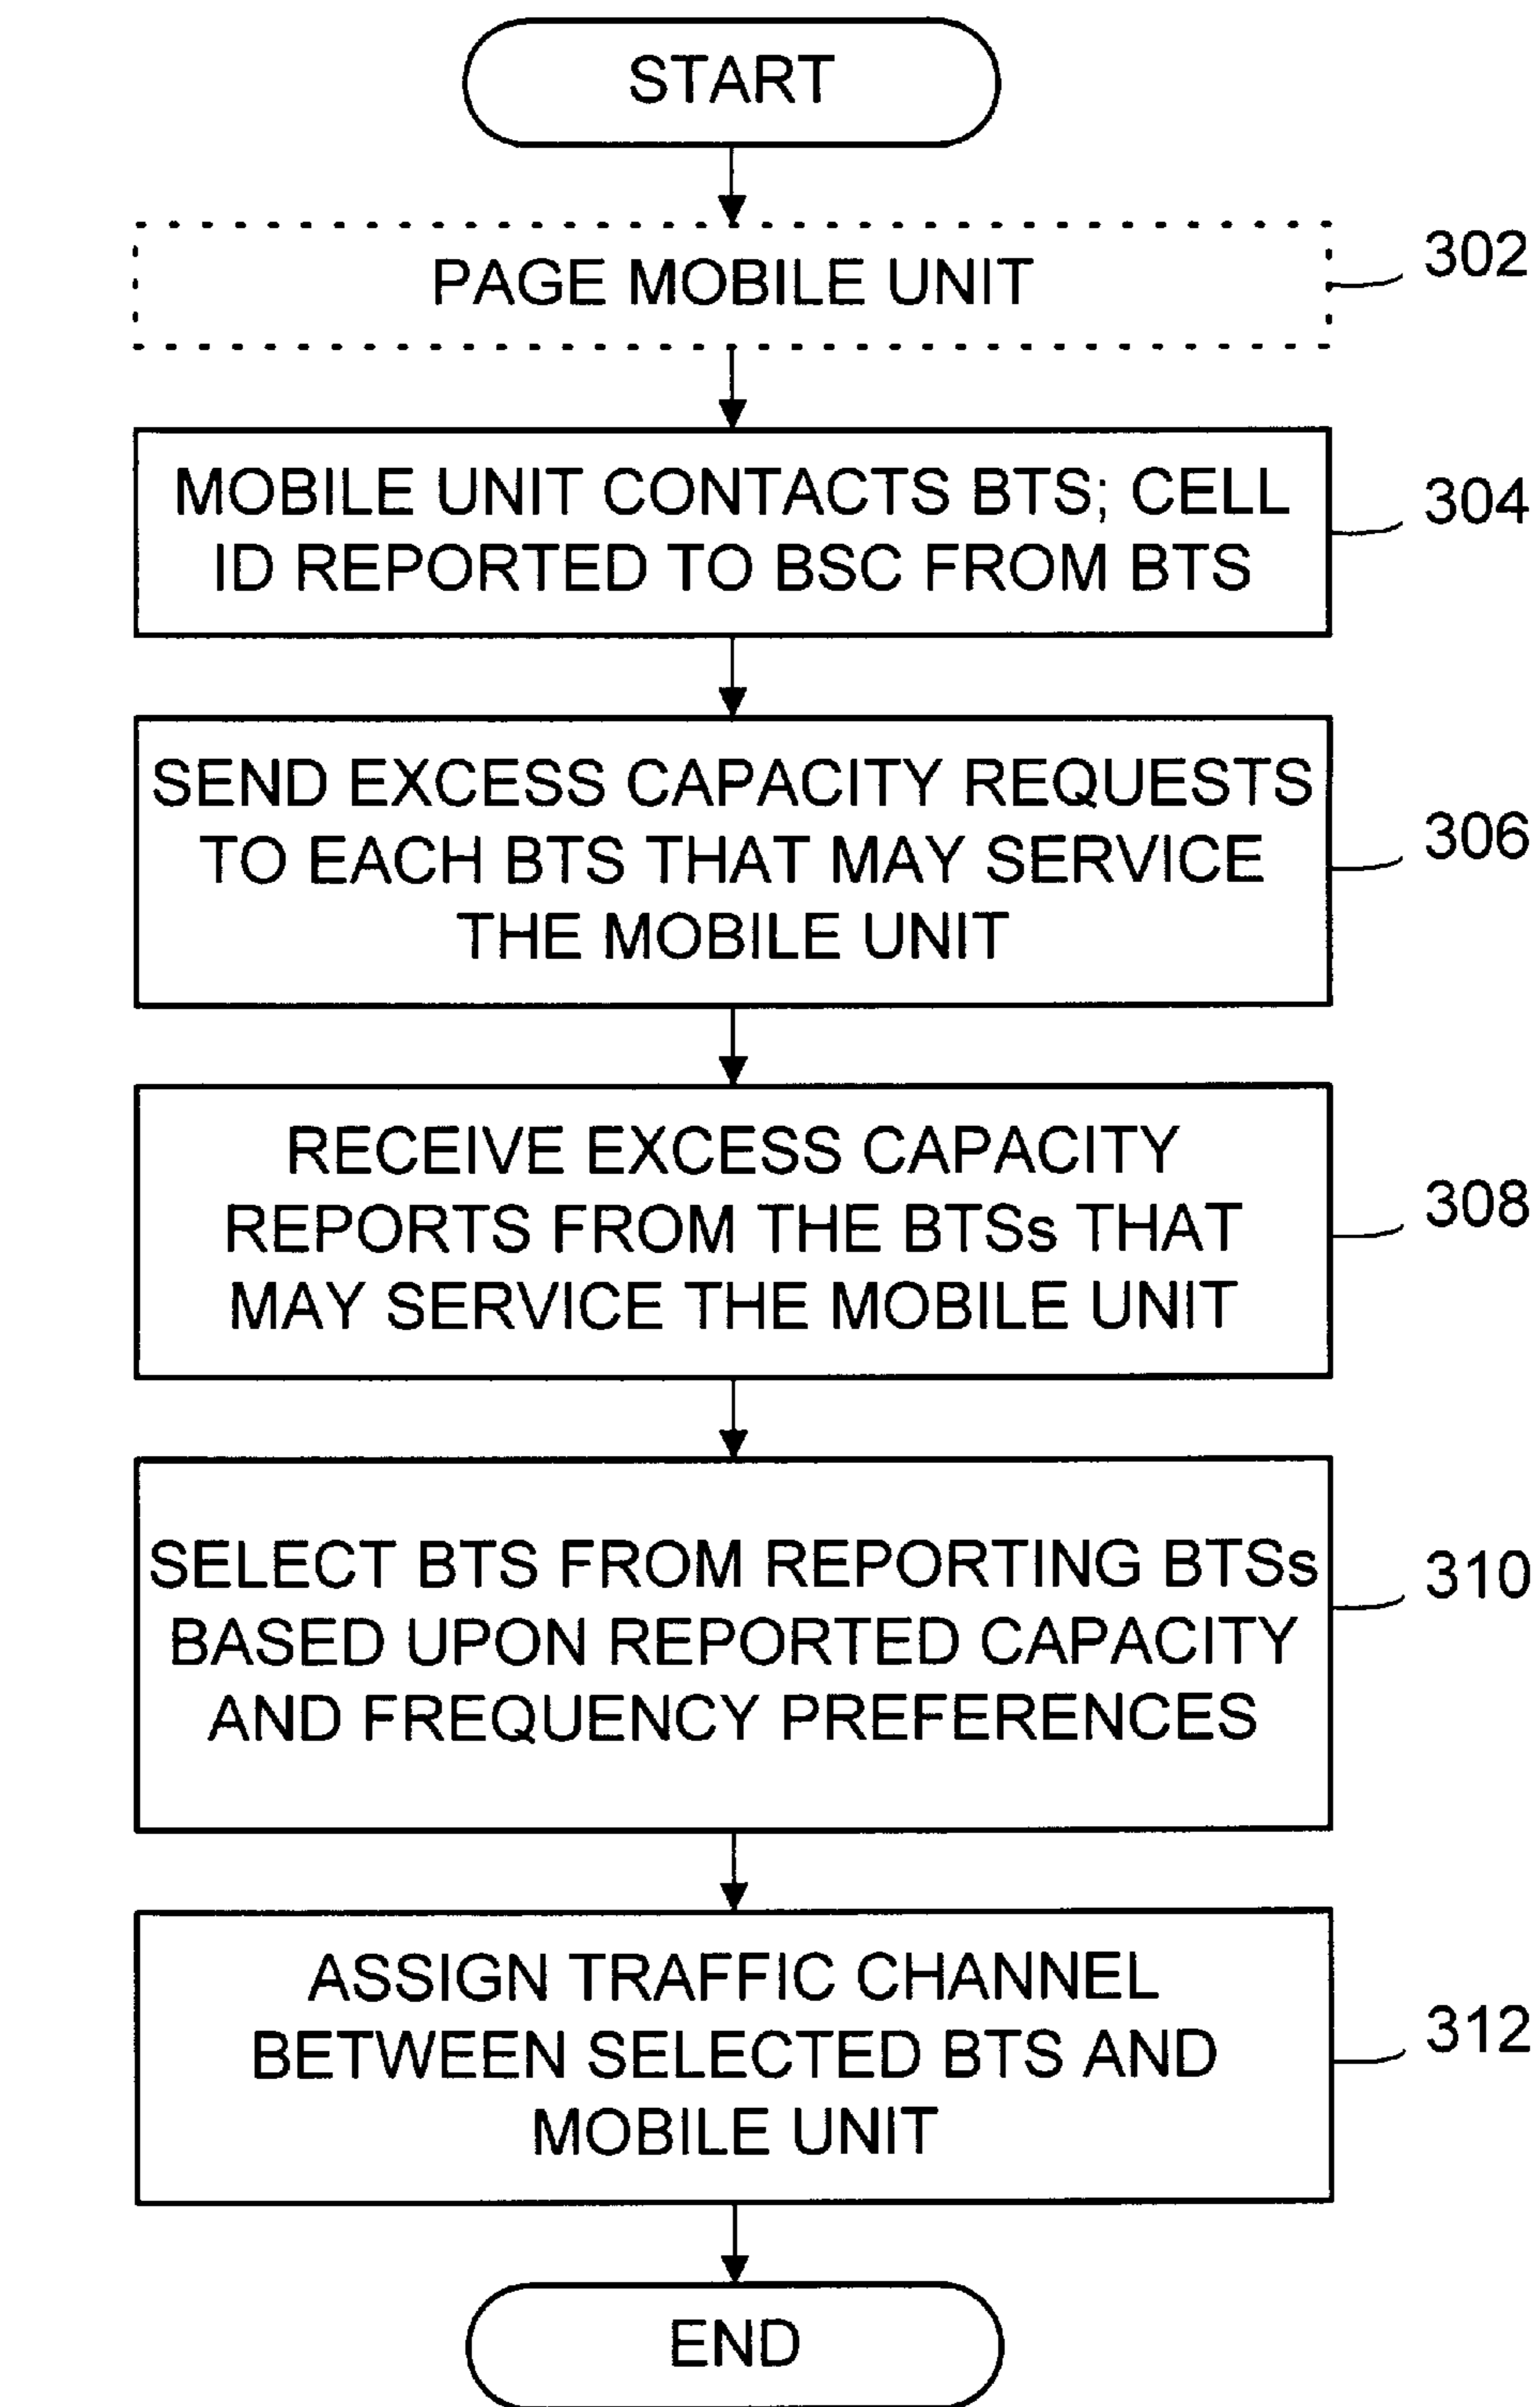 START
PAGE MOBILE UNIT
302
MOBILE UNIT CONTACTS BTS; CELL
ID REPORTED TO BSC FROM BTS
304
SEND EXCESS CAPACITY REQUESTS
TO EACH BTS THAT MAY SERVICE
THE MOBILE UNIT
306
RECEIVE EXCESS CAPACITY
REPORTS FROM THE BTSs THAT
MAY SERVICE THE MOBILE UNIT
308
SELECT BTS FROM REPORTING BTSs
BASED UPON REPORTED CAPACITY
AND FREQUENCY PREFERENCES
310
ASSIGN TRAFFIC CHANNEL
BETWEEN SELECTED BTS AND
MOBILE UNIT
312
END